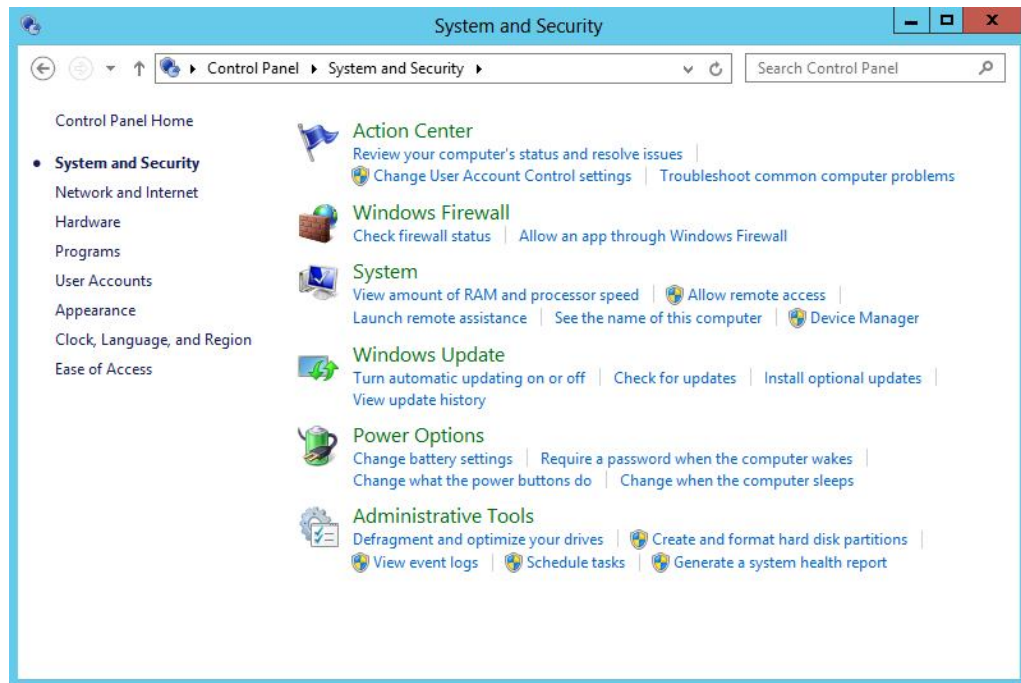 System and Security
Control Panel System and Security
Search Control Panel
Control Panel Home
System and Security
Network and Internet
Hardware
Programs
User Accounts
Appearance
Clock, Language, and Region
Ease of Access
Action Center
Review your computer's status and resolve issues
Change User Account Control settings Troubleshoot common computer problems
Windows Firewall
Check firewall status Allow an app through Windows Firewall
System
View amount of RAM and processor speed Allow remote access
Launch remote assistance See the name of this computer Device Manager
Windows Update
Turn automatic updating on or off Check for updates Install optional updates
View update history
Power Options
Change battery settings Require a password when the computer wakes
Change what the power buttons do Change when the computer sleeps
Administrative Tools
Defragment and optimize your drives Create and format hard disk partitions
View event logs Schedule tasks Generate a system health report